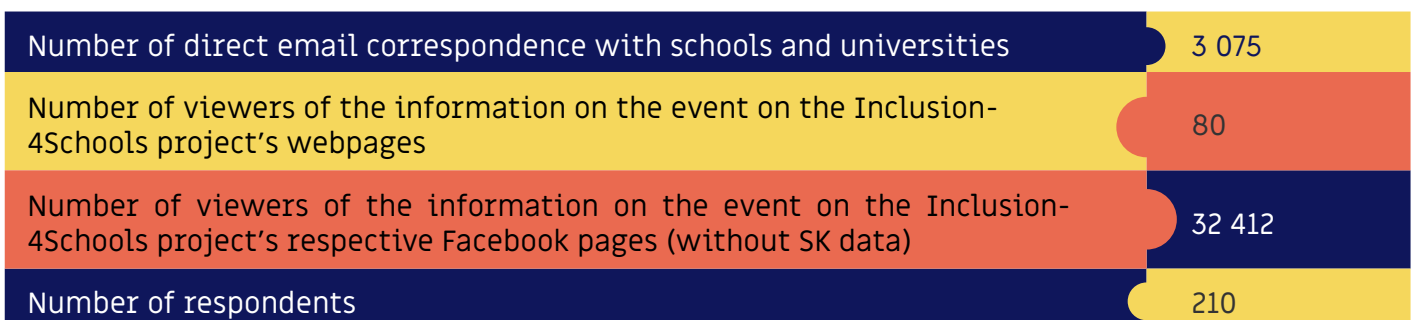 Number of direct email correspondence with schools and universities 3 075
Number of viewers of the information on the event on the Inclusion-
4Schools project's webpages
80
Number of viewers of the information on the event on the Inclusion-
4Schools project's respective Facebook pages (without SK data)
32 412
Number of respondents 210